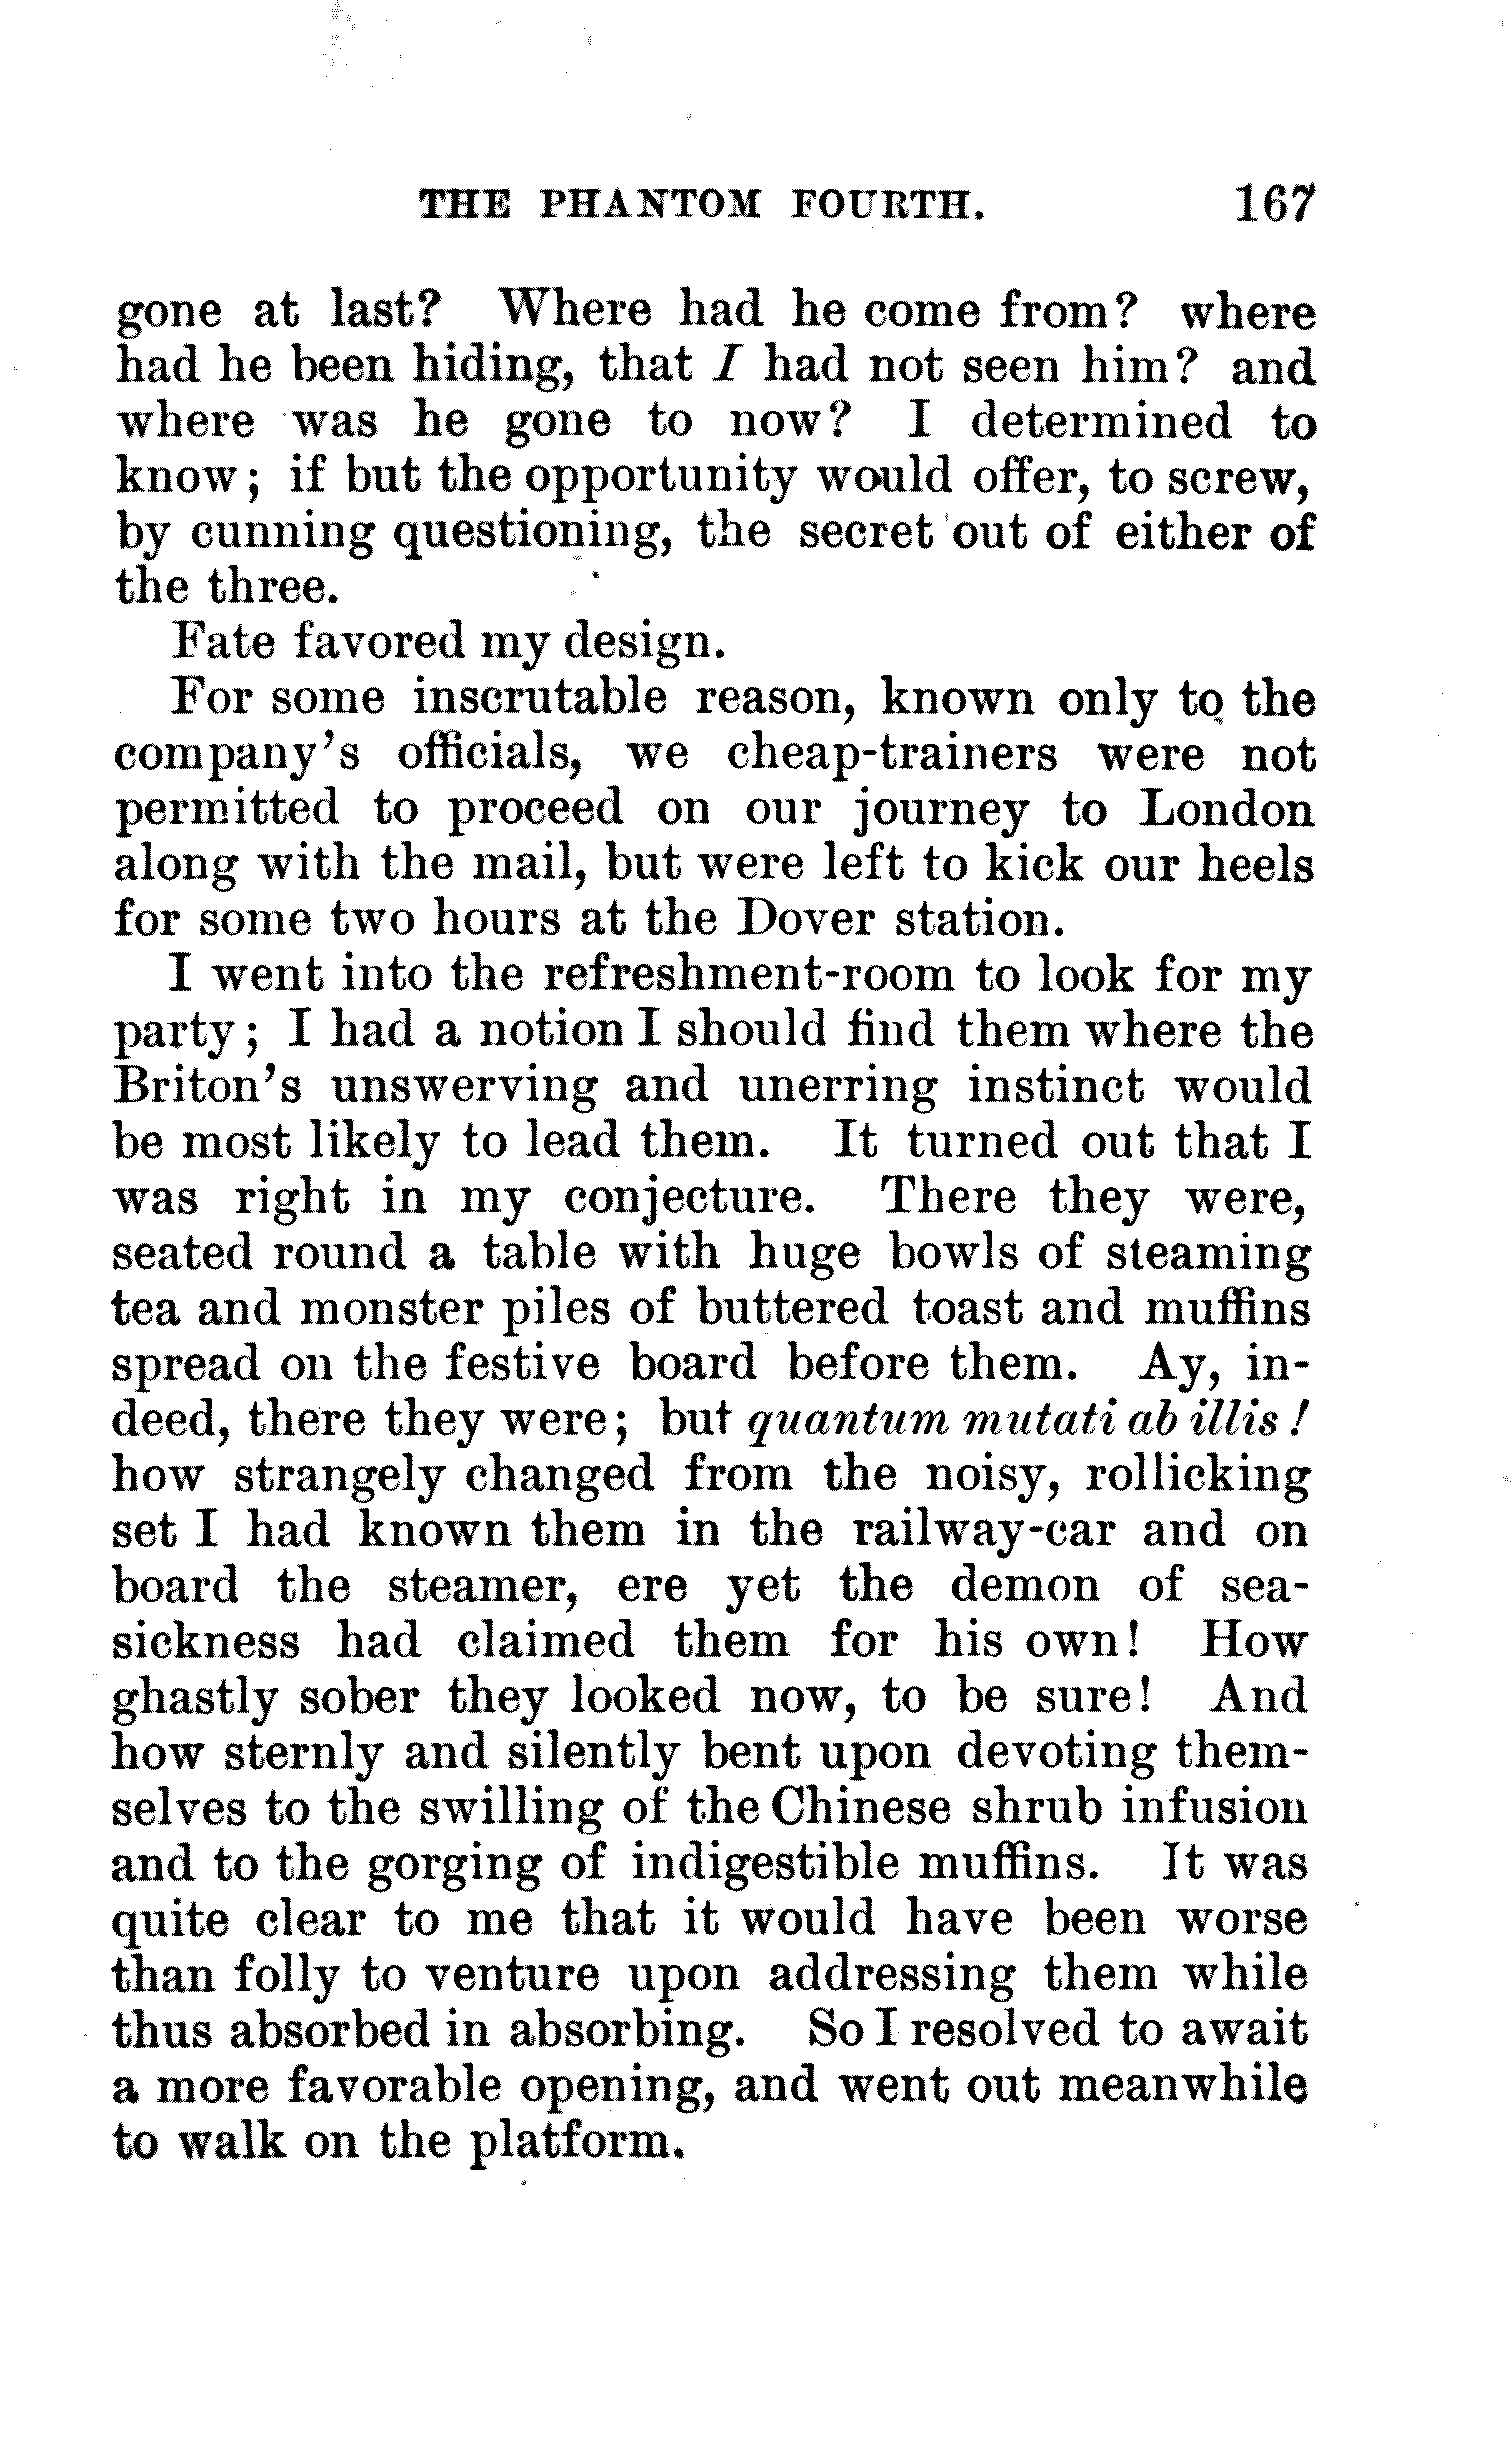 THE PHANTOM FOURTH. 167
gone at last? Where had he come from? where
had he been hiding, that I had not seen him? and
where was he gone to now? I determined to
know; if but the opportunity would offer, to screw,
by cunning questioning, the secret out of either of
the three.
Fate favored my design.
For some inscrutable reason, known only to the
company's officials, we cheap-trainers were not
permitted to proceed on our journey to London
along with the mail, but were left to kick our heels
for some two hours at the Dover station.
I went into the refreshment-room to look for my
party; I had a notion I should find them where the
Briton's unswerving and unerring instinct would
be most likely to lead them. It turned out that I
was right in my conjecture. There they were,
seated round a table with huge bowls of steaming
tea and monster piles of buttered toast and muffins
spread on the festive board before them. Ay, in-
deed, there they were; but quantum mutati ab illis!
how strangely changed from the noisy, rollicking
set I had known them in the railway-car and on
board the steamer, ere yet the demon of sea-
sickness had claimed them for his own! How
ghastly sober they looked now, to be sure! And
how sternly and silently bent upon devoting them-
selves to the swilling of the Chinese shrub infusion
and to the gorging of indigestible muffins. It was
quite clear to me that it would have been worse
than folly to venture upon addressing them while
thus absorbed in absorbing. So I resolved to await
a more favorable opening, and went out meanwhile
to walk on the platform.